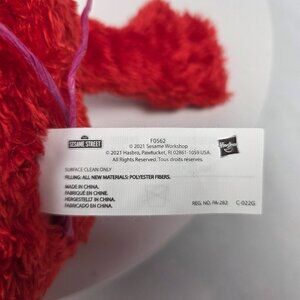 SESAME STREET
F0562
© 2021 Sesame Workshop
© 2021 Hasbro, Pawtucket, RI 02861-1059 USA.
All Rights Reserved. Tous droits réservés.
Hasbro
SURFACE CLEAN ONLY
FILLING: ALL NEW MATERIALS: POLYESTER FIBERS.
MADE IN CHINA.
FABRIQUÉ EN CHINE.
HERGESTELLT IN CHINA.
FABRICADO EN CHINA.
REG. NO. PA-282
C-022G